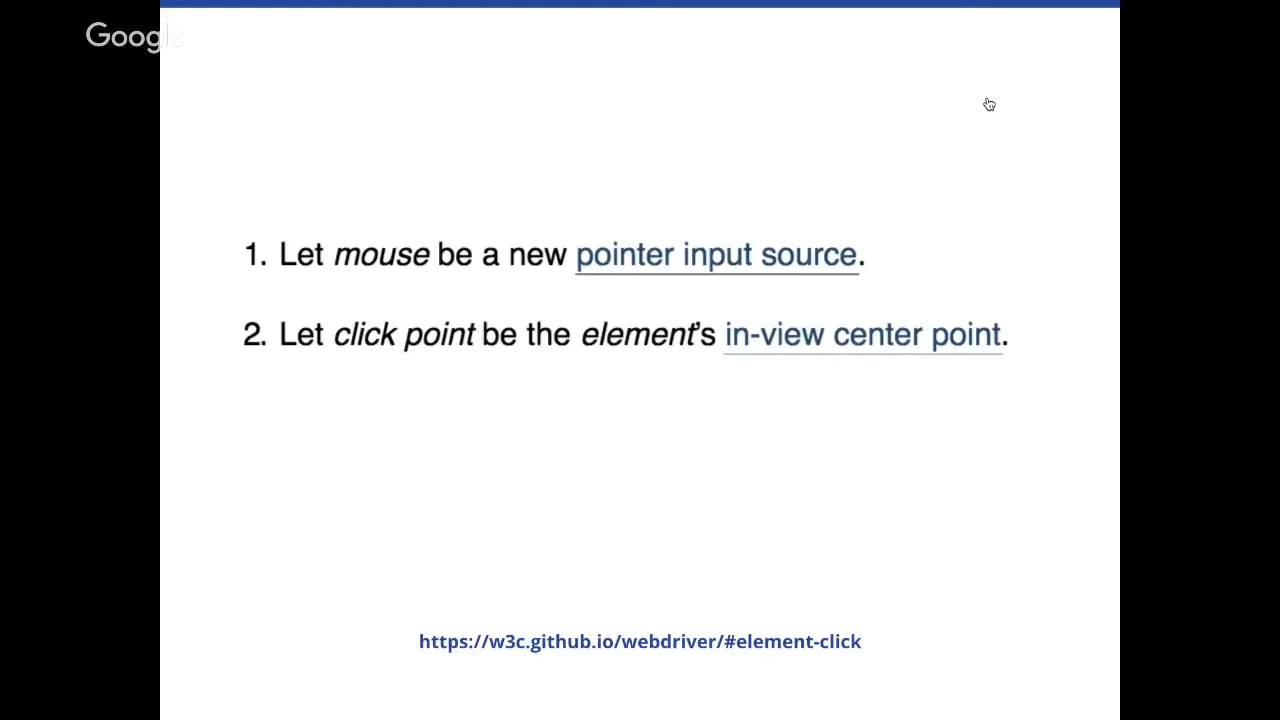 Google
1. Let mouse be a new pointer input source.
2. Let click point be the element's in-view center point.
https://w3c.github.io/webdriver/#element-click